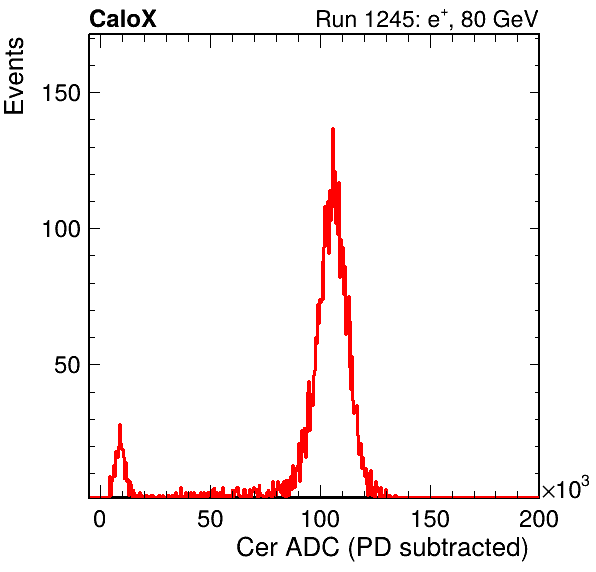 CaloX Run 1245: e⁺, 80 GeV
Events
150
100
50
0 50 100 150 200
×10³
Cer ADC (PD subtracted)